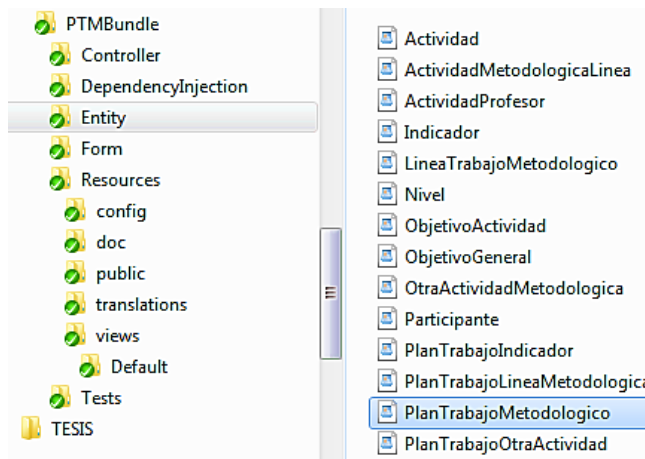 PTMBundle
Controller
DependencyInjection
Entity
Form
Resources
config
doc
public
translations
views
Default
Tests
TESIS
Actividad
ActividadMetodologicaLinea
ActividadProfesor
Indicador
LineaTrabajoMetodologico
Nivel
ObjetivoActividad
ObjetivoGeneral
OtraActividadMetodologica
Participante
PlanTrabajoIndicador
PlanTrabajoLineaMetodologica
PlanTrabajoMetodologico
PlanTrabajoOtraActividad